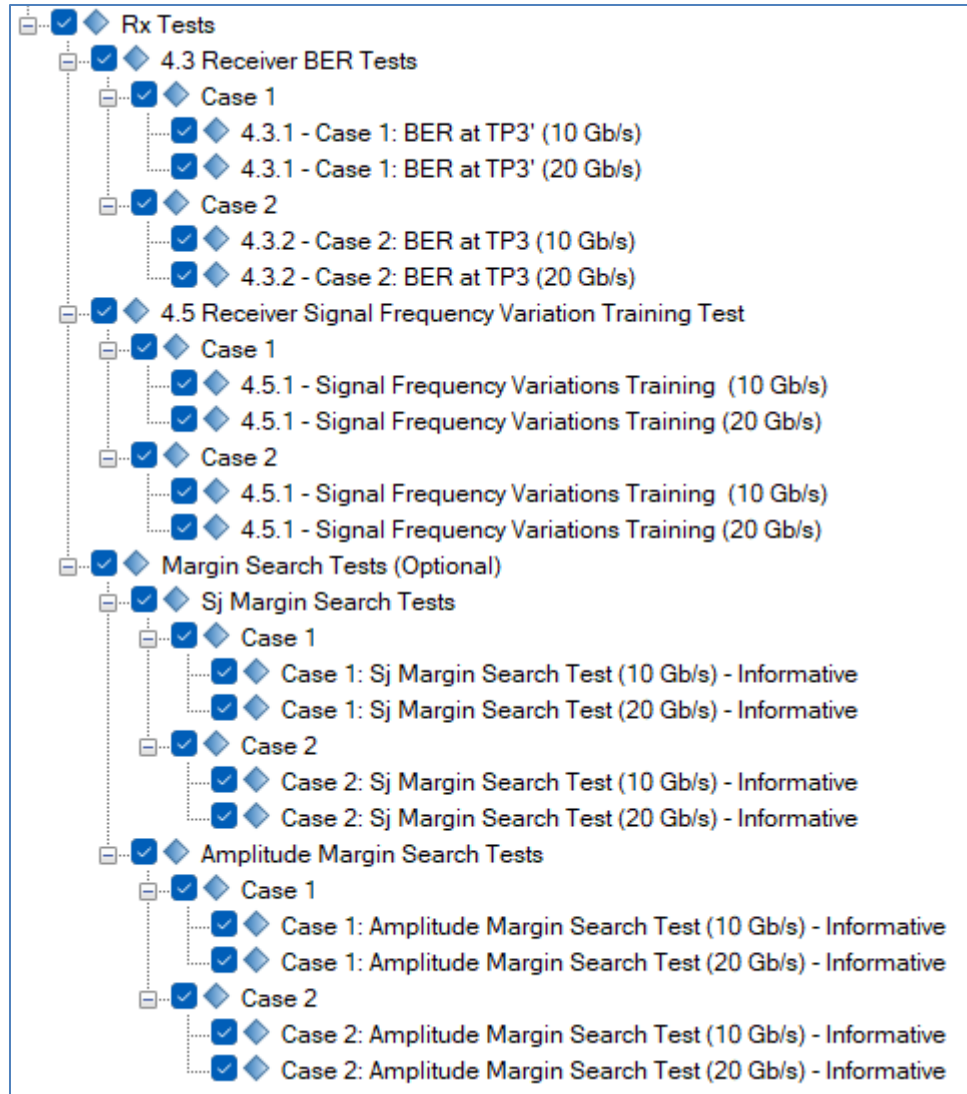 Rx Tests
4.3 Receiver BER Tests
Case 1
4.3.1 - Case 1: BER at TP3' (10 Gb/s)
4.3.1 - Case 1: BER at TP3' (20 Gb/s)
Case 2
4.3.2 - Case 2: BER at TP3 (10 Gb/s)
4.3.2 - Case 2: BER at TP3 (20 Gb/s)
4.5 Receiver Signal Frequency Variation Training Test
Case 1
4.5.1 - Signal Frequency Variations Training  (10 Gb/s)
4.5.1 - Signal Frequency Variations Training (20 Gb/s)
Case 2
4.5.1 - Signal Frequency Variations Training  (10 Gb/s)
4.5.1 - Signal Frequency Variations Training (20 Gb/s)
Margin Search Tests (Optional)
Sj Margin Search Tests
Case 1
Case 1: Sj Margin Search Test (10 Gb/s) - Informative
Case 1: Sj Margin Search Test (20 Gb/s) - Informative
Case 2
Case 2: Sj Margin Search Test (10 Gb/s) - Informative
Case 2: Sj Margin Search Test (20 Gb/s) - Informative
Amplitude Margin Search Tests
Case 1
Case 1: Amplitude Margin Search Test (10 Gb/s) - Informative
Case 1: Amplitude Margin Search Test (20 Gb/s) - Informative
Case 2
Case 2: Amplitude Margin Search Test (10 Gb/s) - Informative
Case 2: Amplitude Margin Search Test (20 Gb/s) - Informative